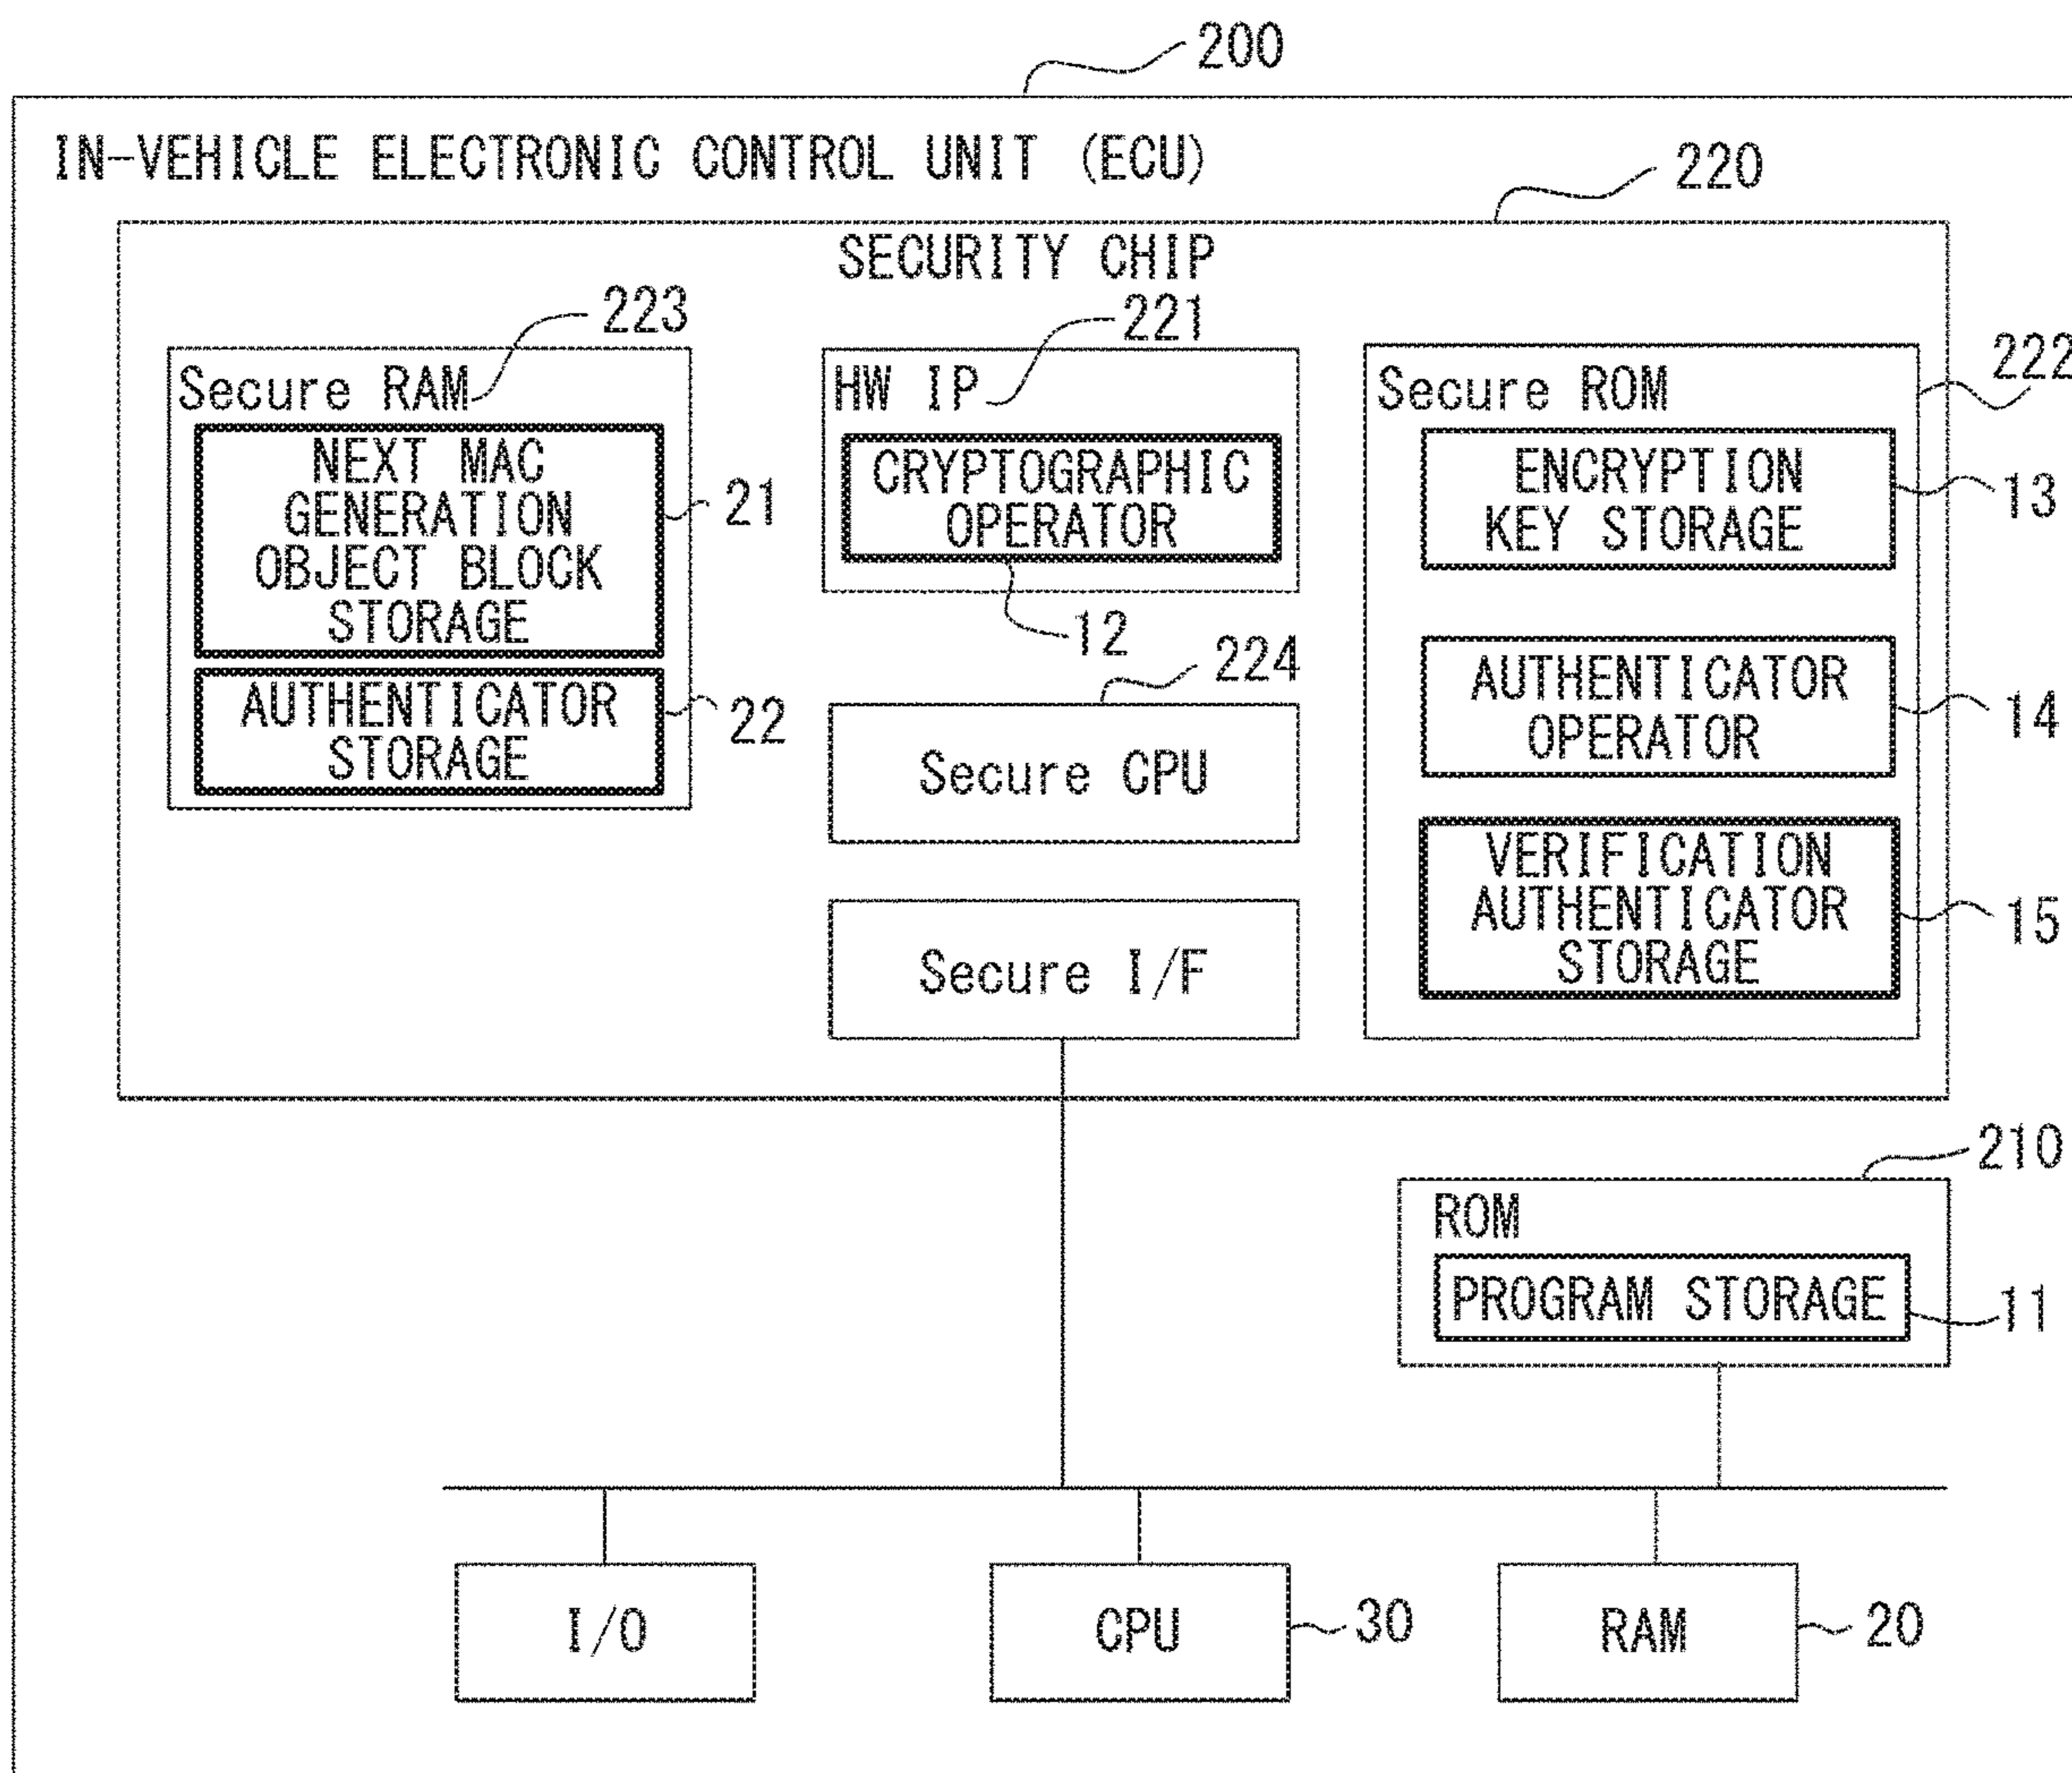 200
IN-VEHICLE ELECTRONIC CONTROL UNIT (ECU)
220
SECURITY CHIP
223
Secure RAM
NEXT MAC
GENERATION
OBJECT BLOCK
STORAGE
21
AUTHENTICATOR
STORAGE
22
221
HW IP
CRYPTOGRAPHIC
OPERATOR
12
224
Secure CPU
Secure I/F
222
Secure ROM
ENCRYPTION
KEY STORAGE
13
AUTHENTICATOR
OPERATOR
14
VERIFICATION
AUTHENTICATOR
STORAGE
15
210
ROM
PROGRAM STORAGE
11
I/O
CPU
30
RAM
20